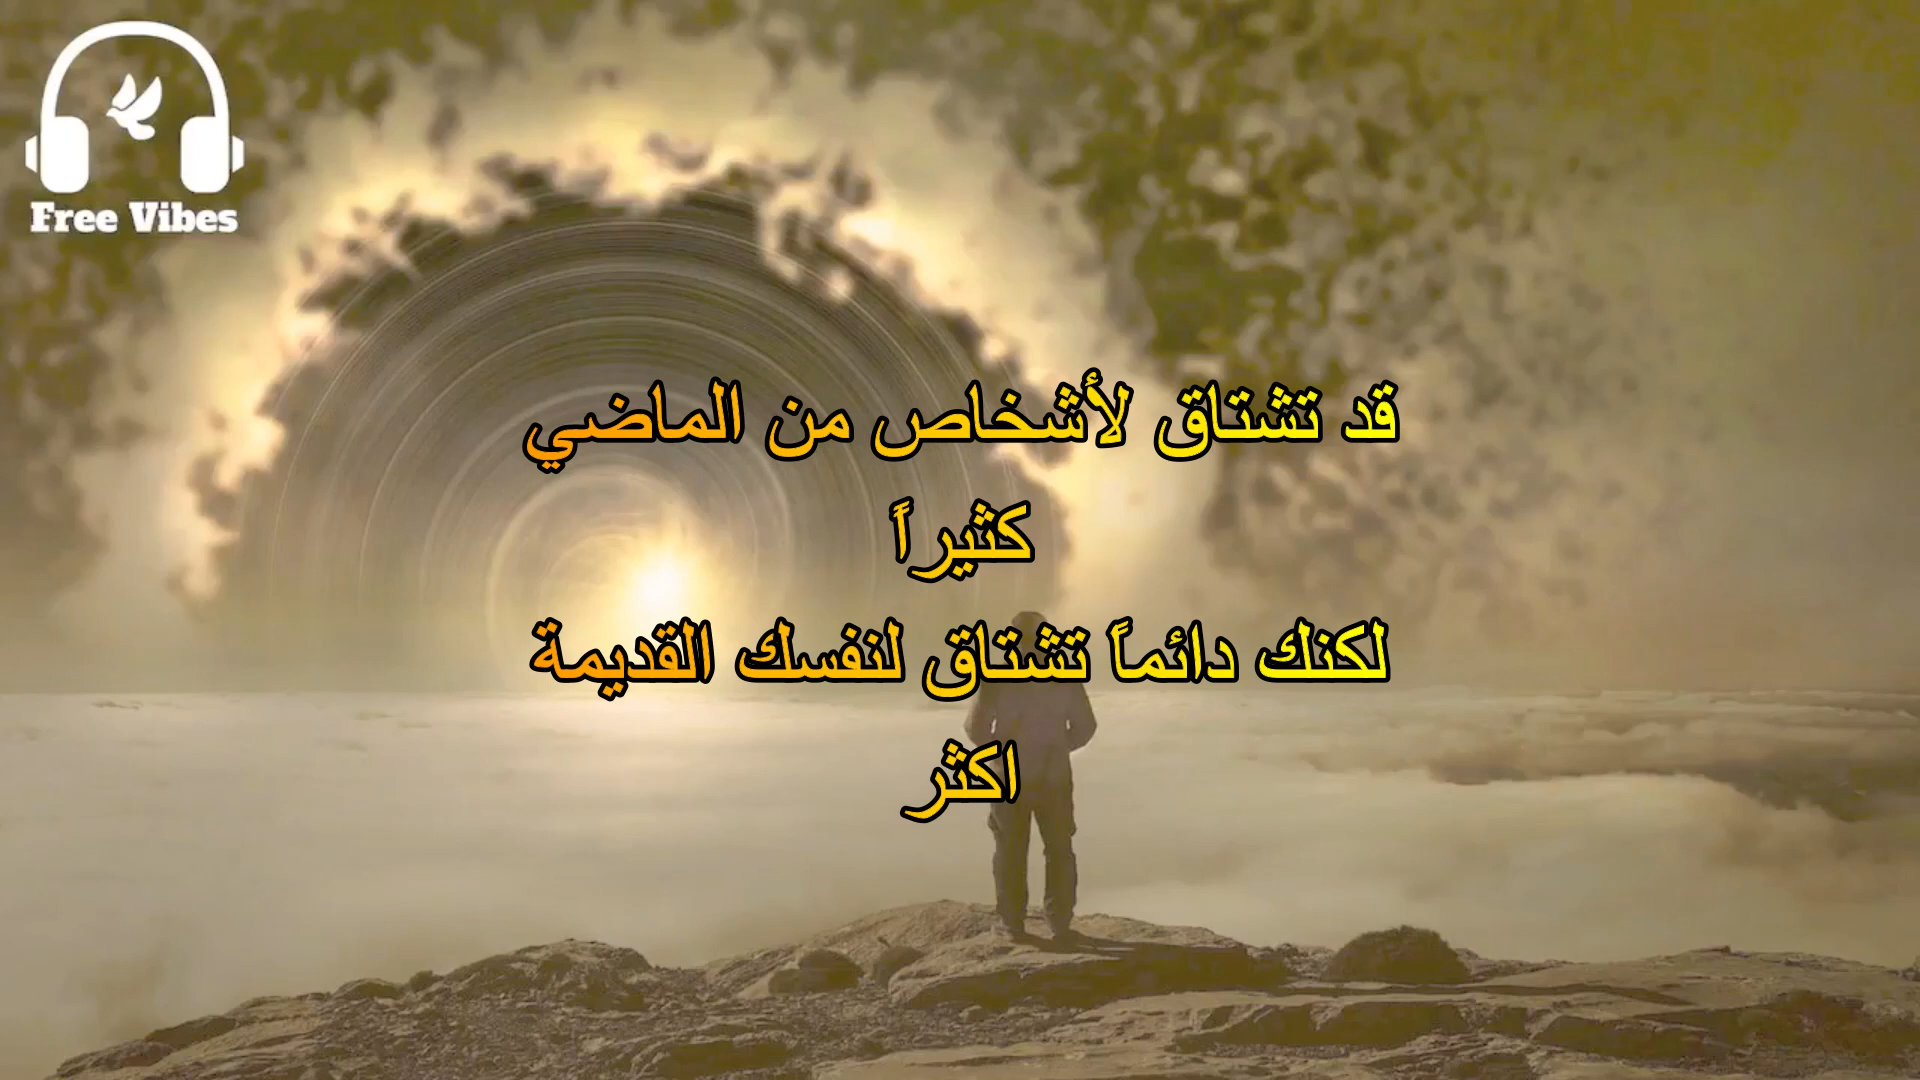 Free Vibes
قد تشتاق لأشخاص من الماضي
كثيراً
لكنك دائماً تشتاق لنفسك القديمة
اكثر